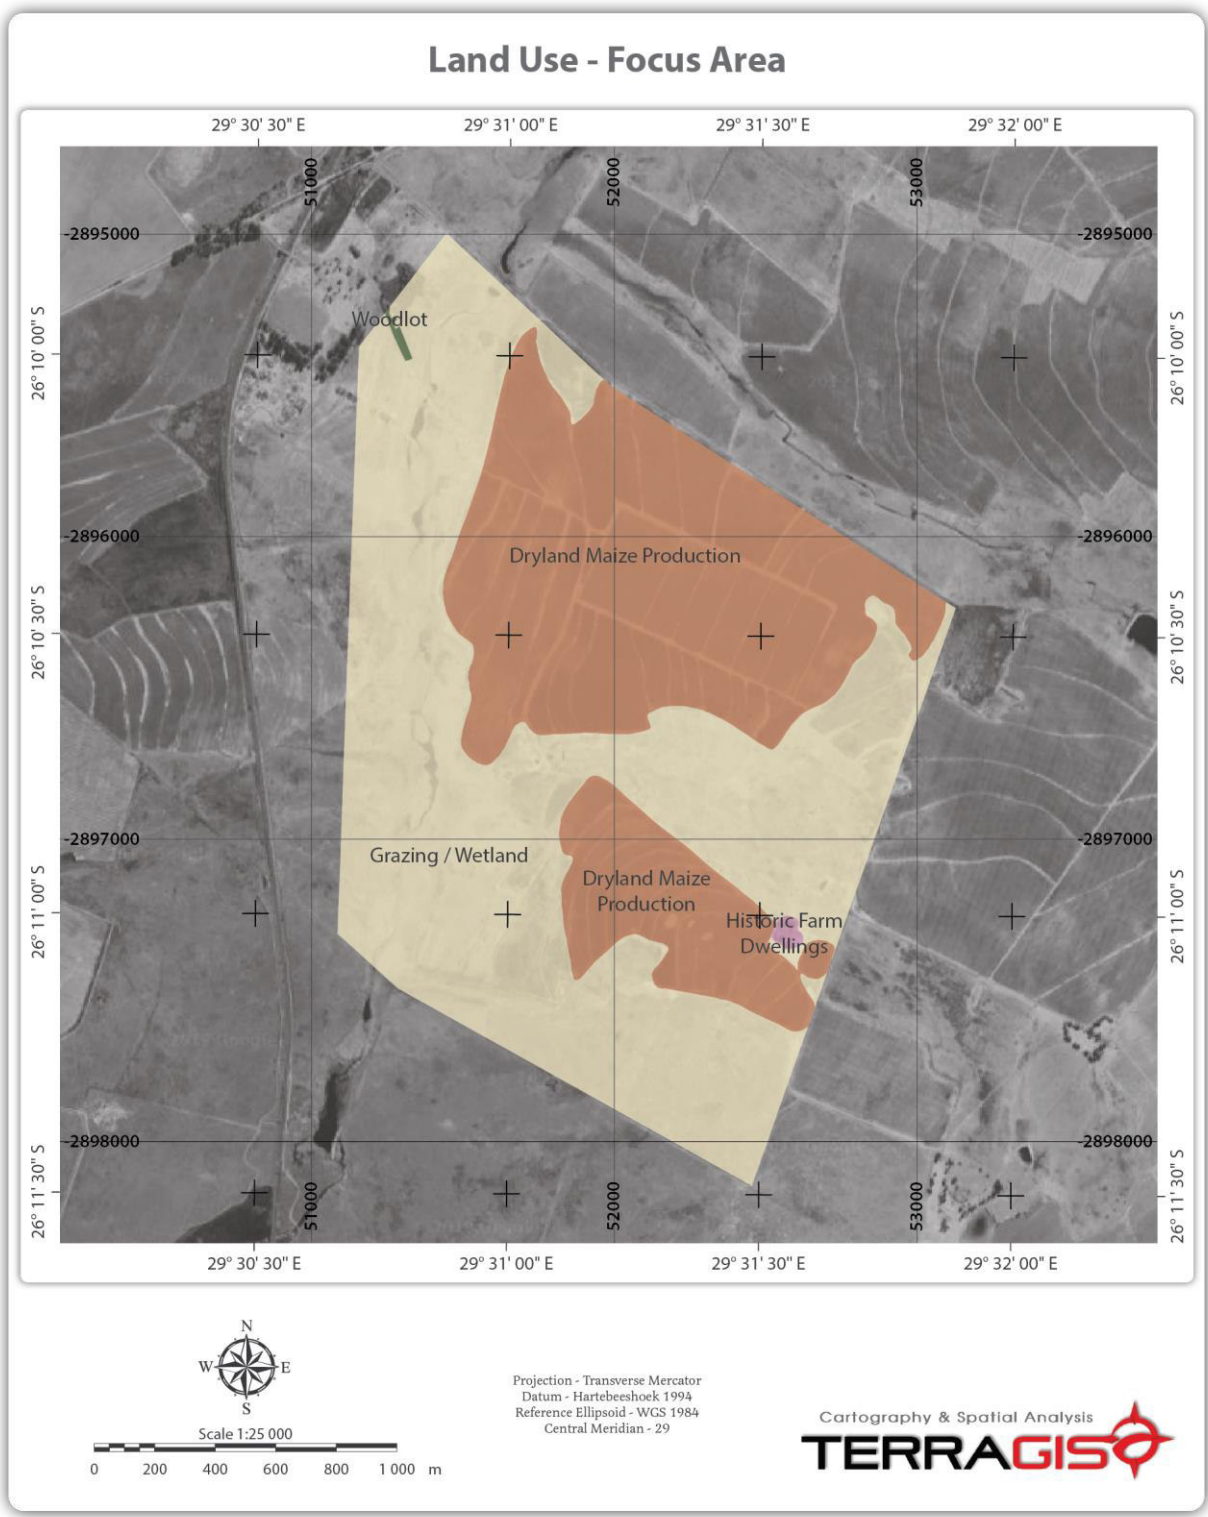 Land Use - Focus Area
29° 30' 30" E
29° 31' 00" E
29° 31' 30" E
29° 32' 00" E
51000
52000
53000
-2895000
-2895000
26° 10' 00" S
26° 10' 00" S
Woodlot
-2896000
-2896000
Dryland Maize Production
26° 10' 30" S
26° 10' 30" S
-2897000
-2897000
Grazing / Wetland
Dryland Maize
Production
Historic Farm
Dwellings
26° 11' 00" S
26° 11' 00" S
-2898000
-2898000
26° 11' 30" S
26° 11' 30" S
51000
52000
53000
29° 30' 30" E
29° 31' 00" E
29° 31' 30" E
29° 32' 00" E
N
W
E
S
Scale 1:25 000
0 200 400 600 800 1 000 m
Projection - Transverse Mercator
Datum - Hartebeeshoek 1994
Reference Ellipsoid - WGS 1984
Central Meridian - 29
Cartography & Spatial Analysis
TERRAGIS